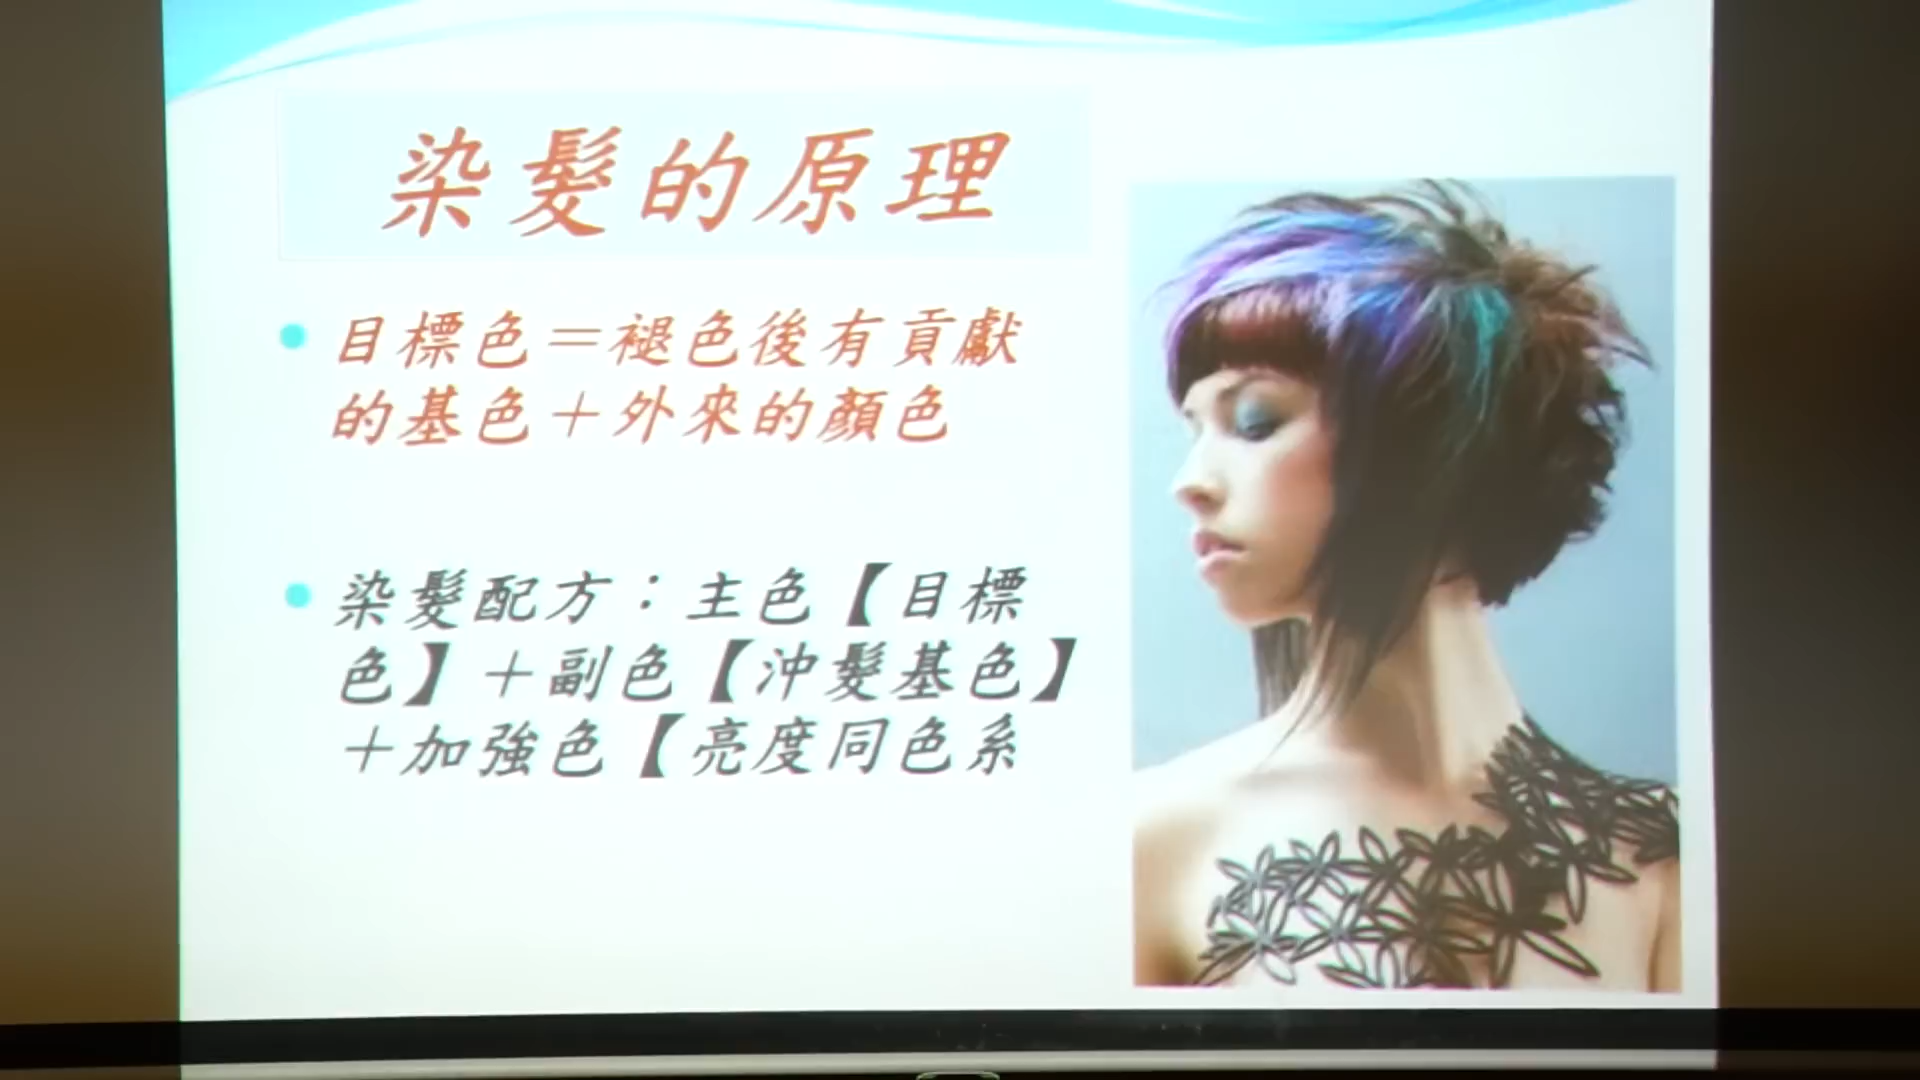 染髮的原理
目標色＝褪色後有貢獻
的基色＋外來的顏色
染髮配方：主色【目標
色】＋副色【沖髮基色】
＋加強色【亮度同色系